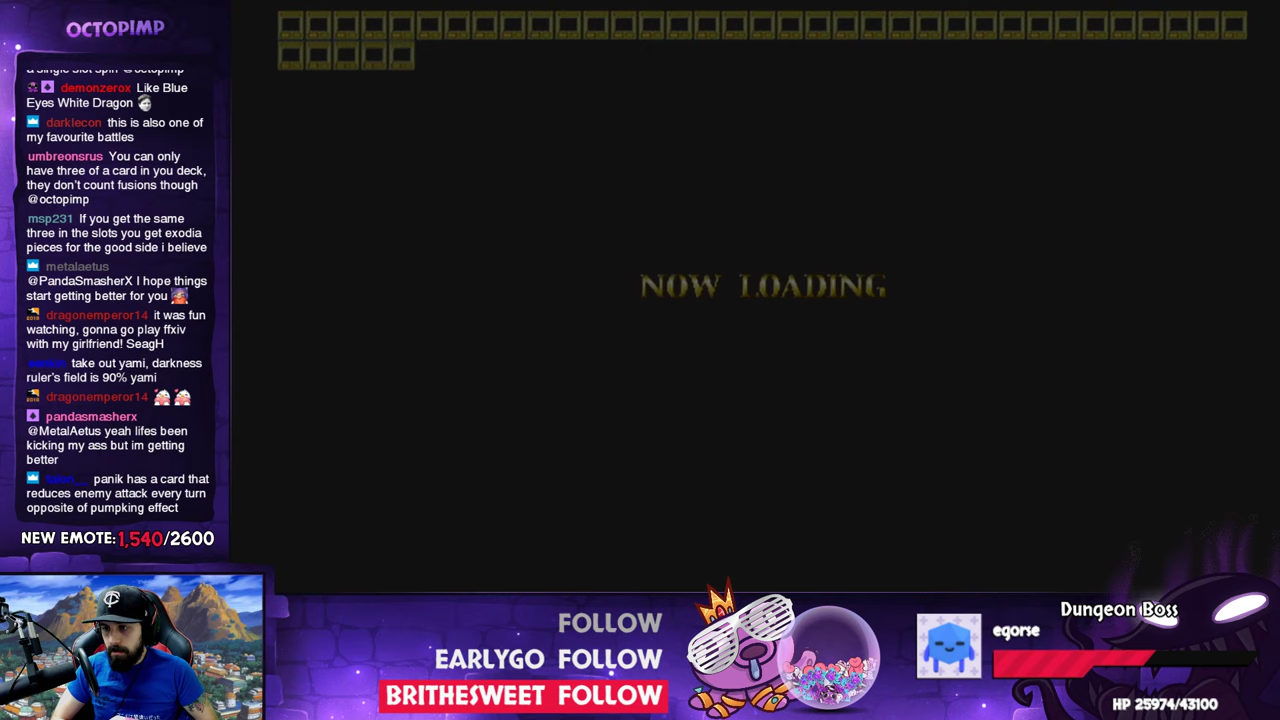 OCTOPIMP
a single slot spin @octopimp
demonzerox Like Blue
Eyes White Dragon
darklecon this is also one of
my favourite battles
umbreonsrus You can only
have three of a card in you deck,
they don't count fusions though
@octopimp
msp231 If you get the same
three in the slots you get exodia
pieces for the good side i believe
metalaetus
@PandaSmasherX I hope things
start getting better for you
dragonemperor14 it was fun
watching, gonna go play ffxiv
with my girlfriend! SeagH
take out yami, darkness
ruler's field is 90% yami
dragonemperor14
pandasmasherx
@MetalAetus yeah lifes been
kicking my ass but im getting
better
panik has a card that
reduces enemy attack every turn
opposite of pumpking effect
NEW EMOTE: 1,540/2600
NOW LOADING
FOLLOW
EARLYGO FOLLOW
BRITHESWEET FOLLOW
Dungeon Boss
egorse
HP 25974/43100